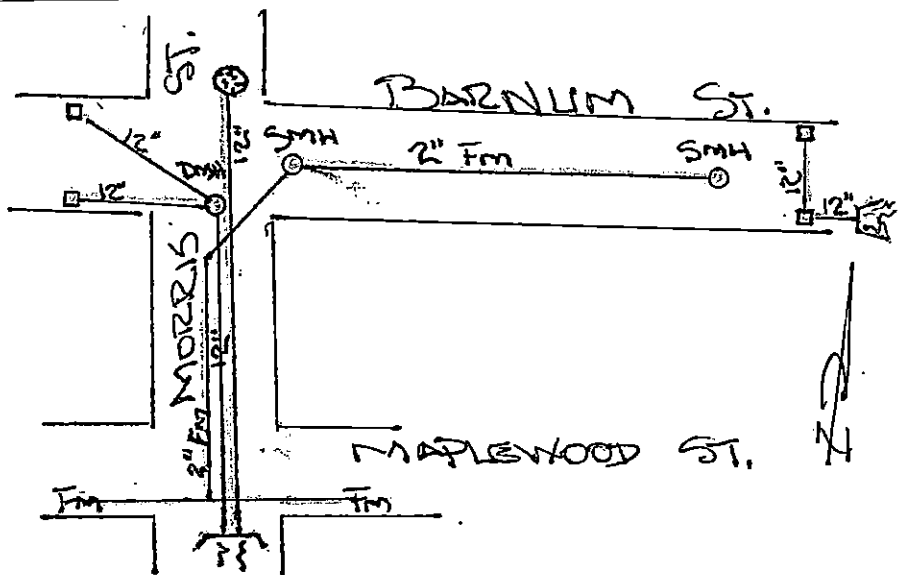 ST.
BARNUM ST.
12"
DMH
12"
SMH
2" FM
SMH
12"
12"
12"
MORRIS
12"
2" FM
MAPLEWOOD ST.
N
FM
FM